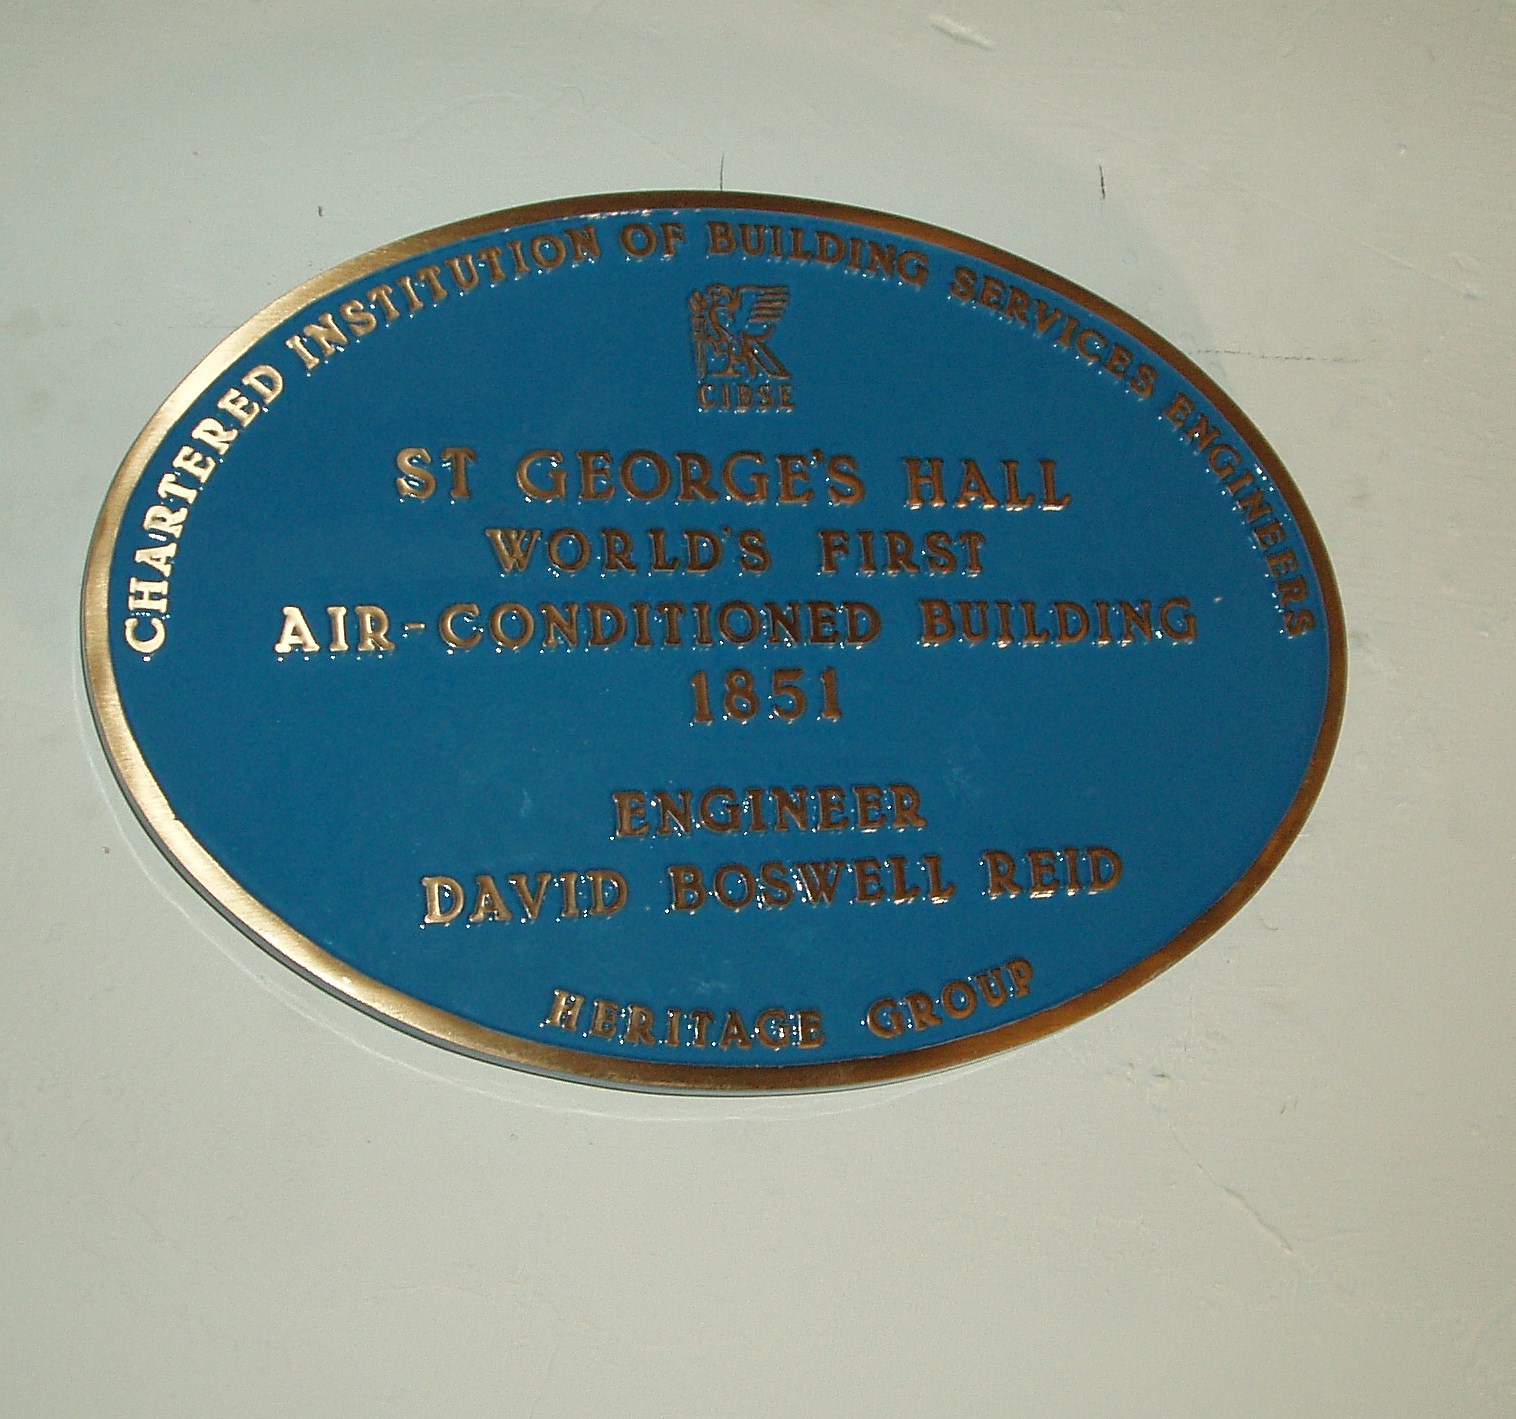 CHARTERED INSTITUTION OF BUILDING SERVICES ENGINEERS
CIBSE
ST GEORGE'S HALL
WORLD'S FIRST
AIR-CONDITIONED BUILDING
1851
ENGINEER
DAVID BOSWELL REID
HERITAGE GROUP